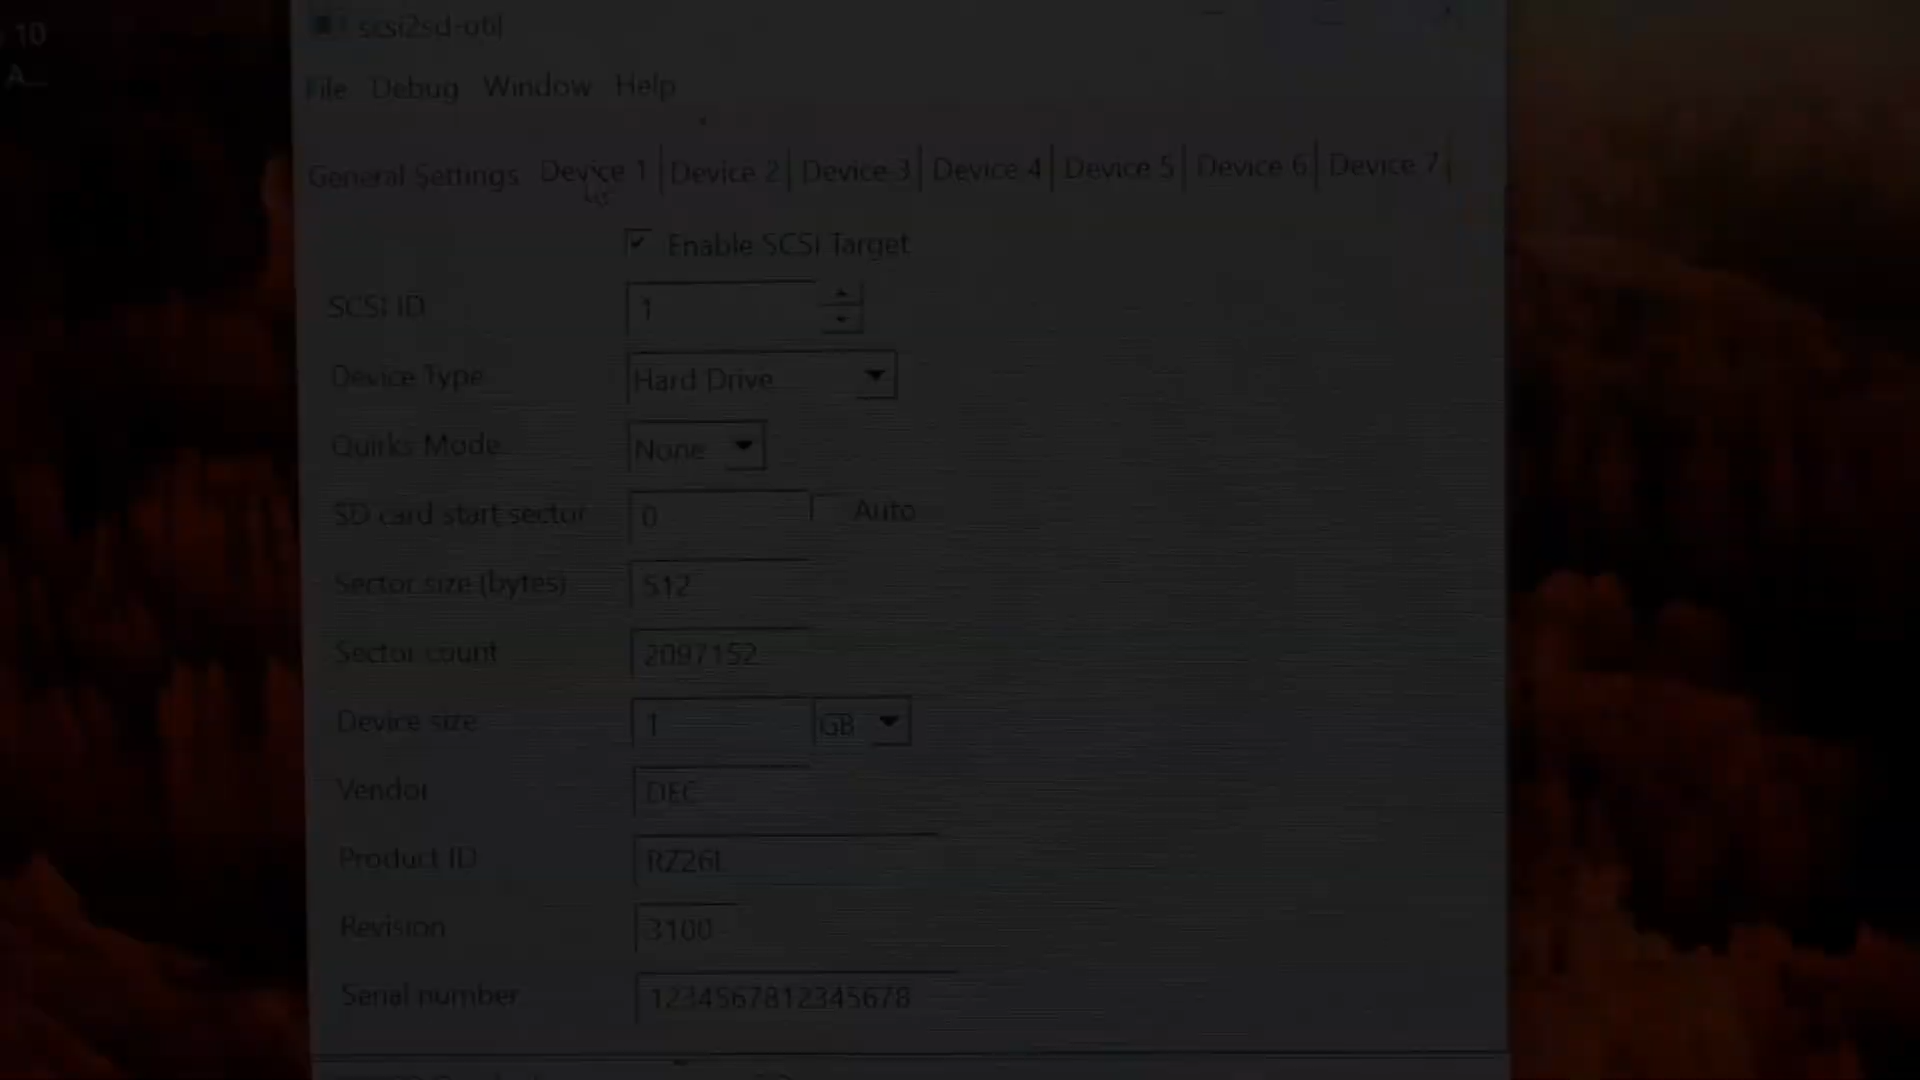 10
A...
scsi2sd-util
File Debug Window Help
General Settings Device 1 Device 2 Device 3 Device 4 Device 5 Device 6 Device 7
Enable SCSI Target
SCSI ID 1
Device Type Hard Drive
Quirks Mode None
SD card start sector 0 Auto
Sector size (bytes) 512
Sector count 2097152
Device size 1 GB
Vendor DEC
Product ID RZ26L
Revision 3100
Serial number 1234567812345678